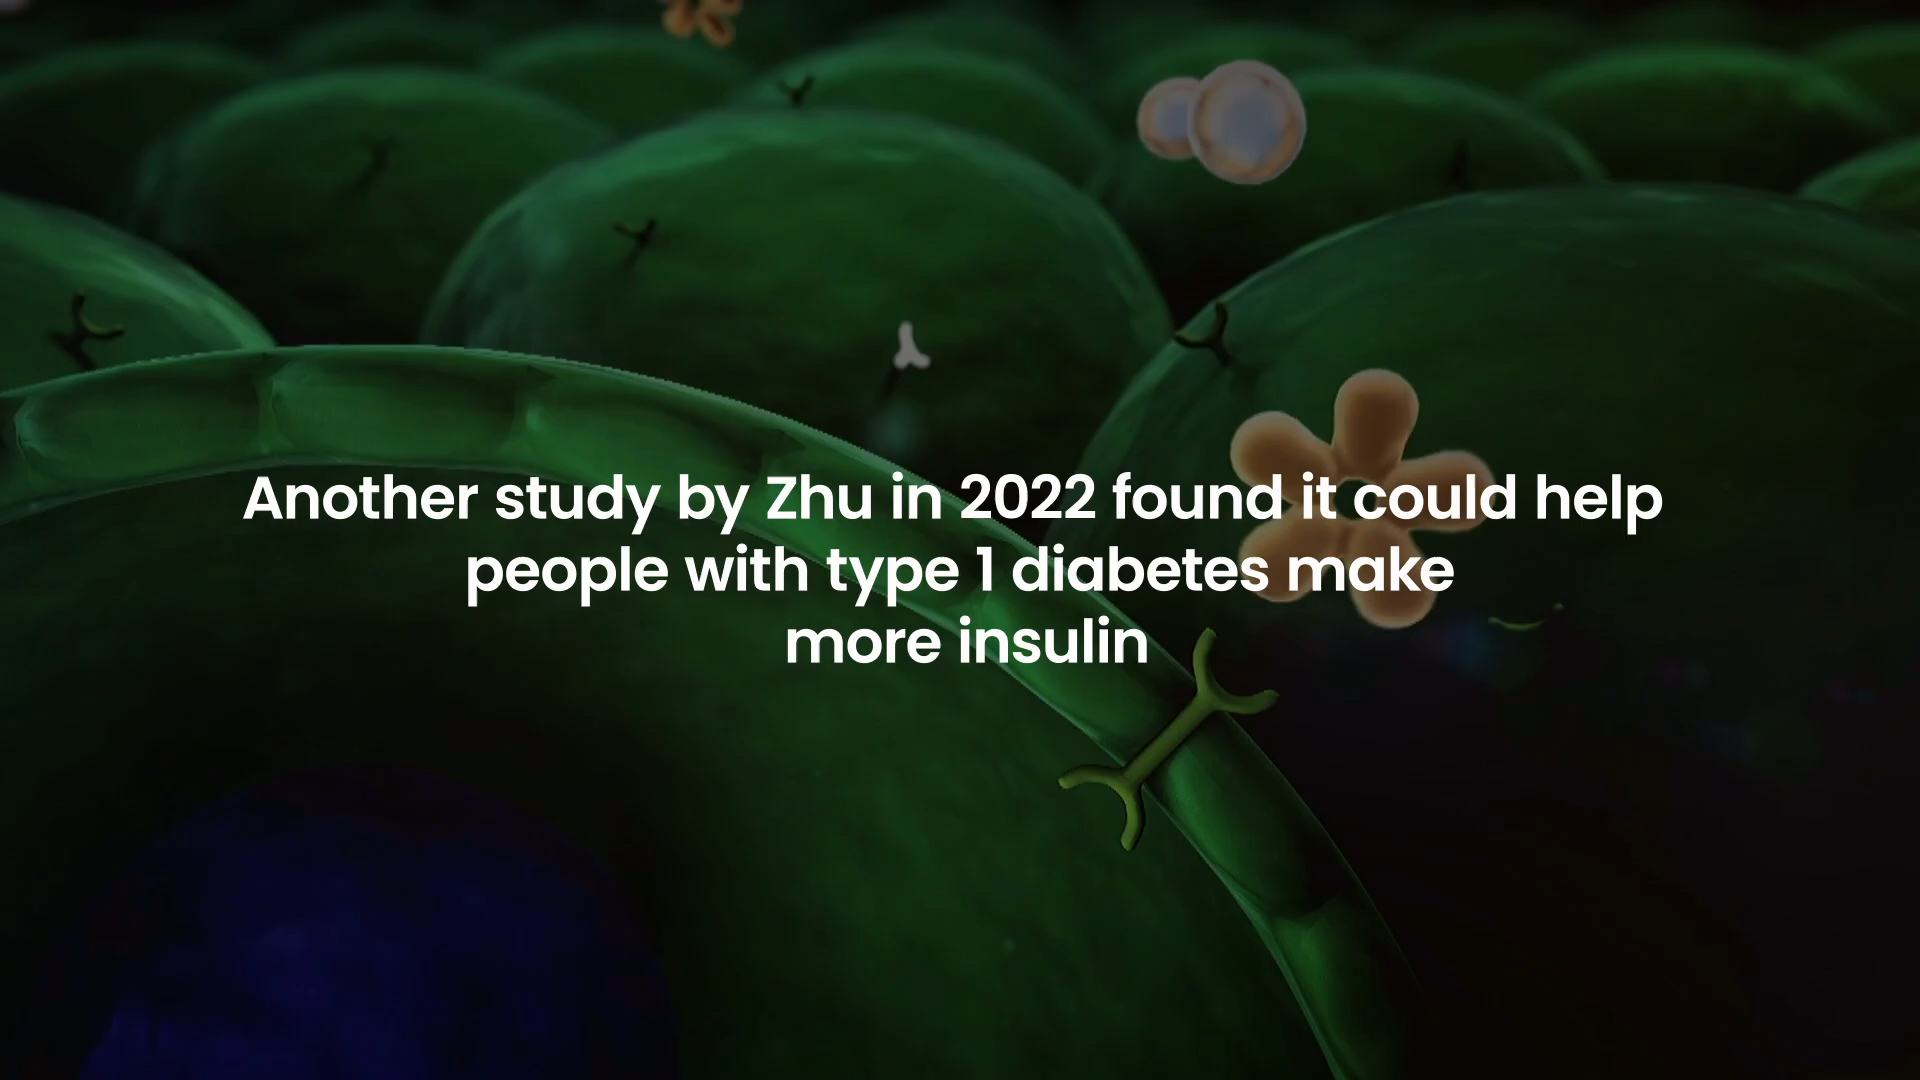 Another study by Zhu in 2022 found it could help
people with type 1 diabetes make
more insulin